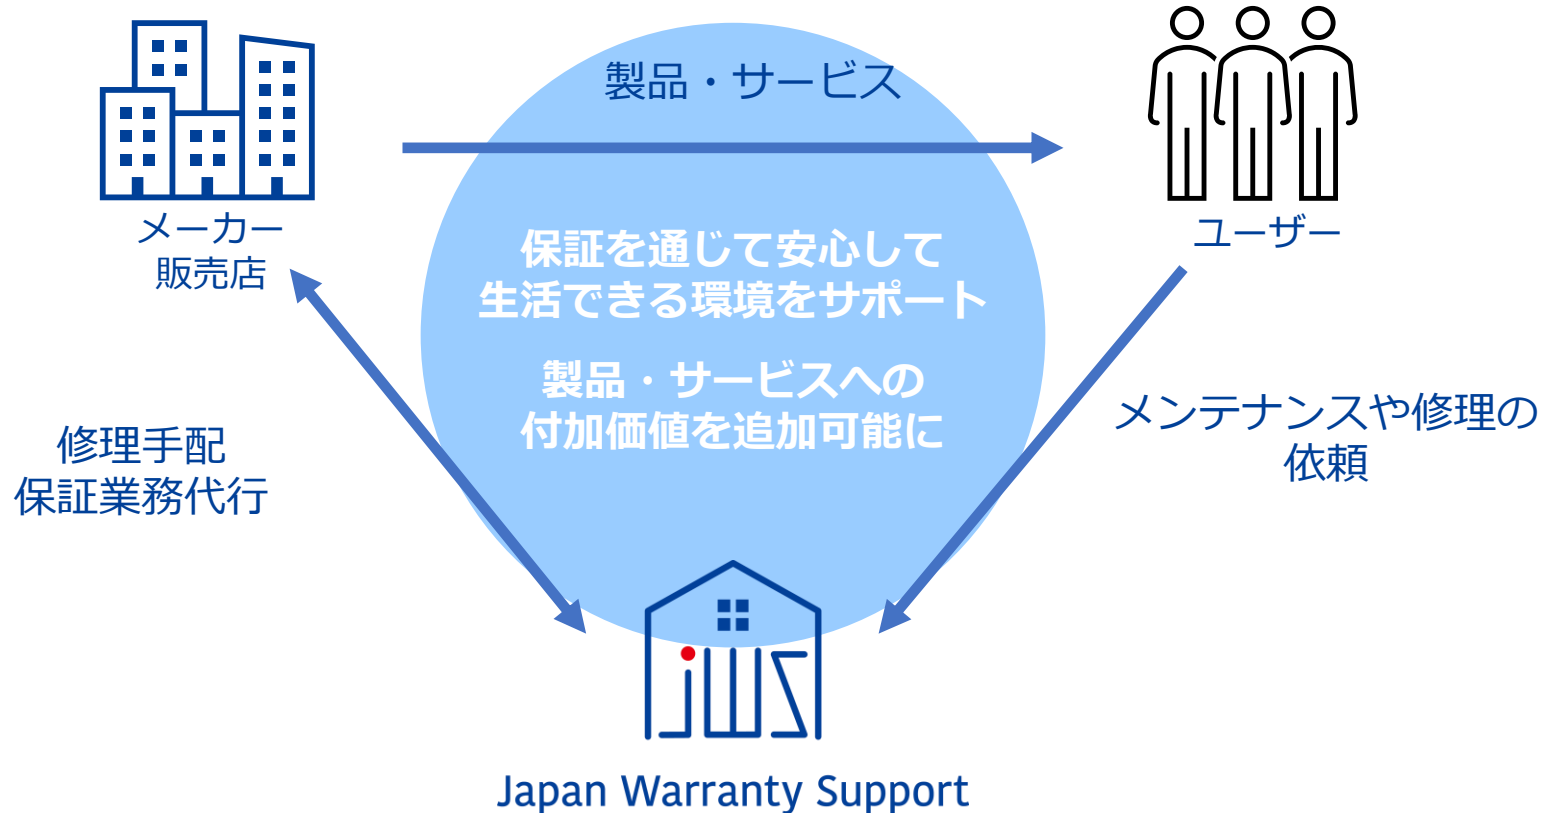 製品・サービス
メーカー
販売店
ユーザー
保証を通じて安心して
生活できる環境をサポート
製品・サービスへの
付加価値を追加可能に
修理手配
保証業務代行
メンテナンスや修理の
依頼
jws
Japan Warranty Support